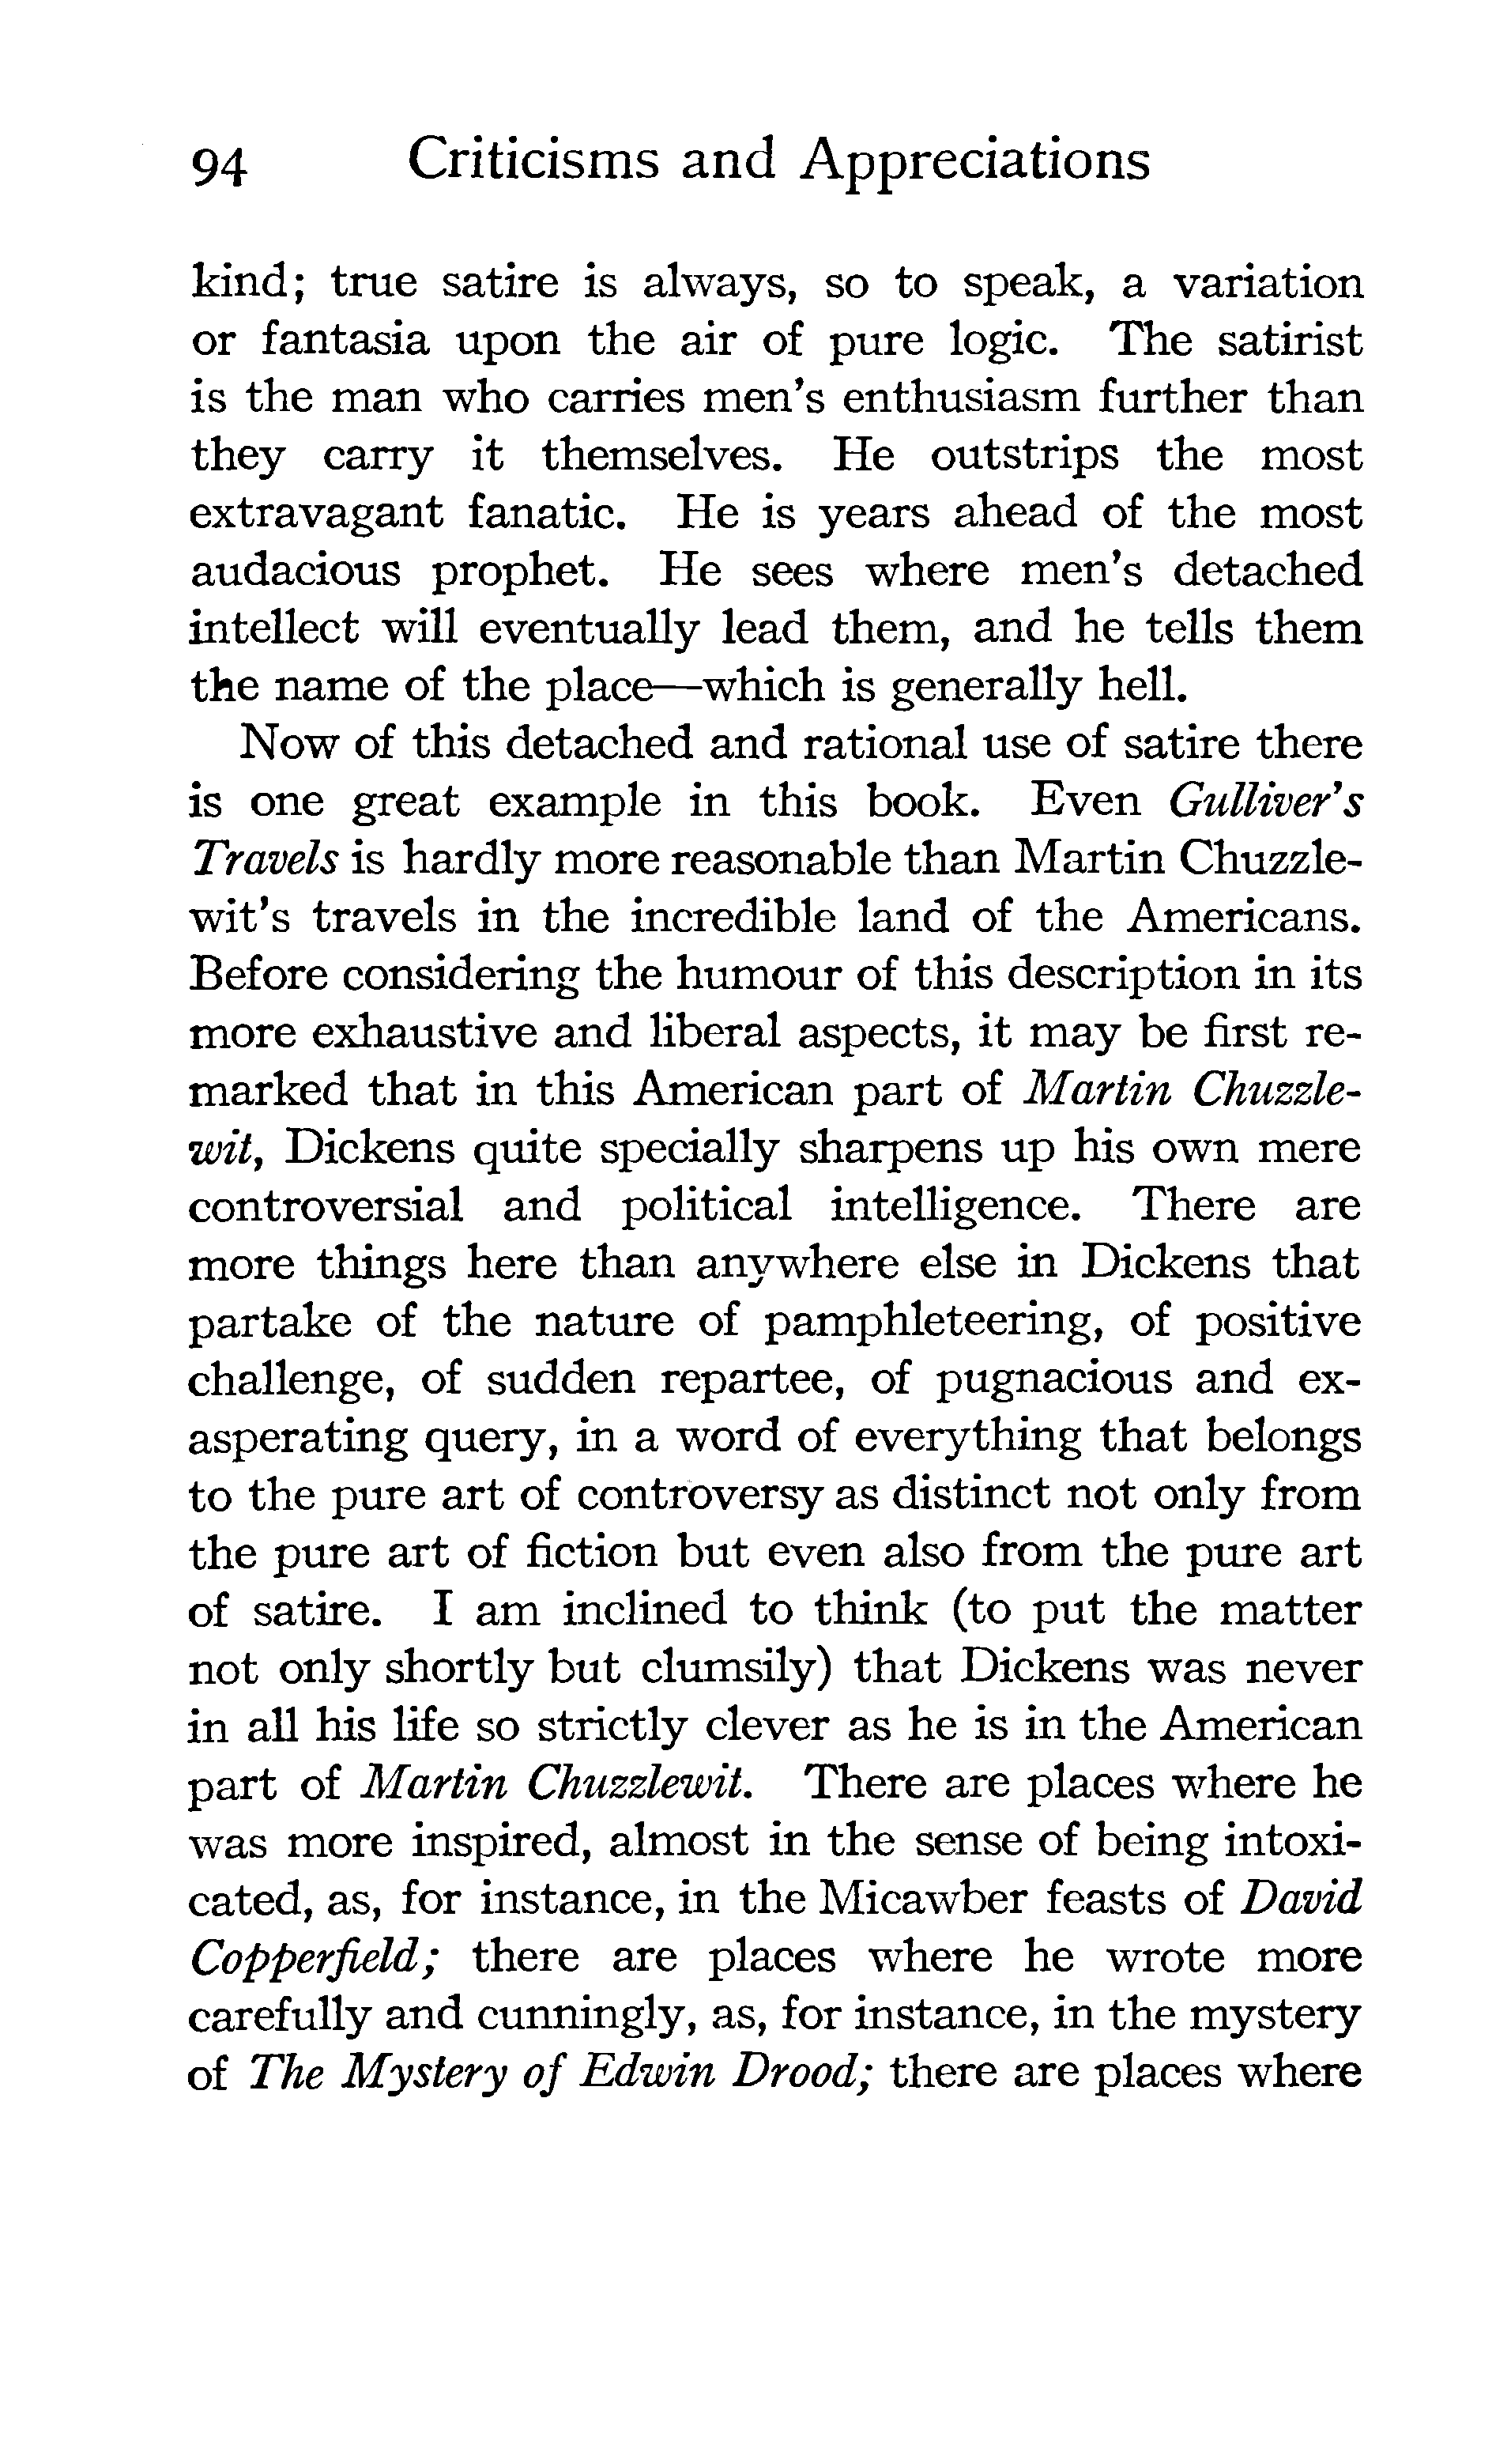 94 Criticisms and Appreciations
kind; true satire is always, so to speak, a variation
or fantasia upon the air of pure logic. The satirist
is the man who carries men's enthusiasm further than
they carry it themselves. He outstrips the most
extravagant fanatic. He is years ahead of the most
audacious prophet. He sees where men's detached
intellect will eventually lead them, and he tells them
the name of the place—which is generally hell.
Now of this detached and rational use of satire there
is one great example in this book. Even Gulliver's
Travels is hardly more reasonable than Martin Chuzzle-
wit's travels in the incredible land of the Americans.
Before considering the humour of this description in its
more exhaustive and liberal aspects, it may be first re-
marked that in this American part of Martin Chuzzle-
wit, Dickens quite specially sharpens up his own mere
controversial and political intelligence. There are
more things here than anywhere else in Dickens that
partake of the nature of pamphleteering, of positive
challenge, of sudden repartee, of pugnacious and ex-
asperating query, in a word of everything that belongs
to the pure art of controversy as distinct not only from
the pure art of fiction but even also from the pure art
of satire. I am inclined to think (to put the matter
not only shortly but clumsily) that Dickens was never
in all his life so strictly clever as he is in the American
part of Martin Chuzzlewit. There are places where he
was more inspired, almost in the sense of being intoxi-
cated, as, for instance, in the Micawber feasts of David
Copperfield; there are places where he wrote more
carefully and cunningly, as, for instance, in the mystery
of The Mystery of Edwin Drood; there are places where